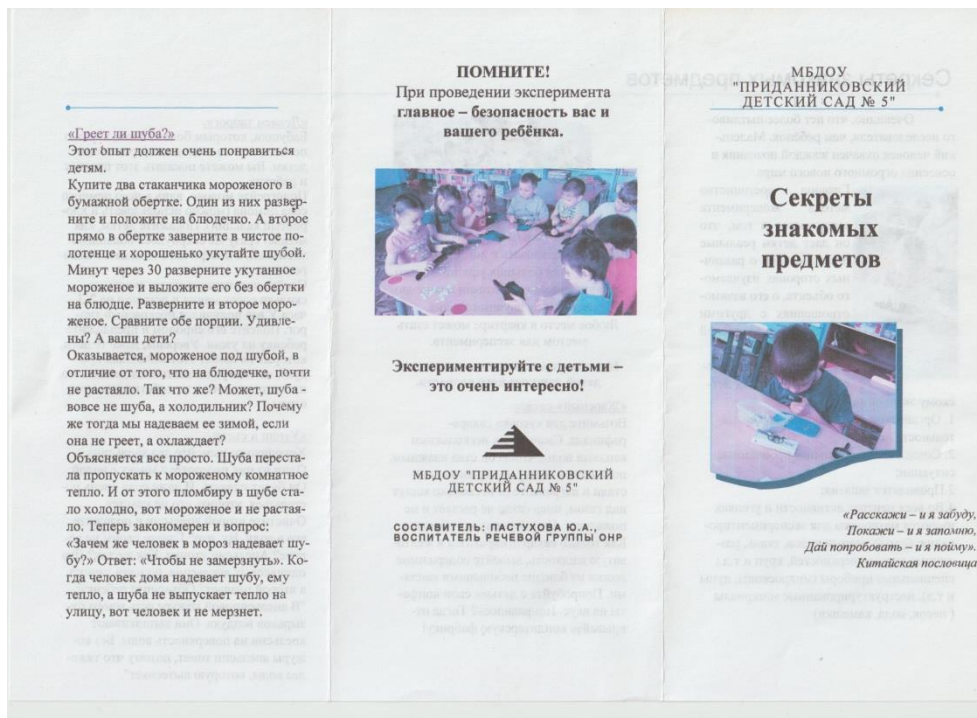 «Греет ли шуба?»
Этот опыт должен очень понравиться
детям.
Купите два стаканчика мороженого в
бумажной обертке. Один из них развер-
ните и положите на блюдечко. А второе
прямо в обертке заверните в чистое по-
лотенце и хорошенько укутайте шубой.
Минут через 30 разверните укутанное
мороженое и выложите его без обертки
на блюдце. Разверните и второе моро-
женое. Сравните обе порции. Удивле-
ны? А ваши дети?
Оказывается, мороженое под шубой, в
отличие от того, что на блюдечке, почти
не растаяло. Так что же? Может, шуба -
вовсе не шуба, а холодильник? Почему
же тогда мы надеваем ее зимой, если
она не греет, а охлаждает?
Объясняется все просто. Шуба переста-
ла пропускать к мороженому комнатное
тепло. И от этого пломбиру в шубе ста-
ло холодно, вот мороженое и не растая-
ло. Теперь закономерен и вопрос:
«Зачем же человек в мороз надевает шу-
бу?» Ответ: «Чтобы не замерзнуть». Ко-
гда человек дома надевает шубу, ему
тепло, а шуба не выпускает тепло на
улицу, вот человек и не мерзнет.
ПОМНИТЕ!
При проведении эксперимента
главное – безопасность вас и
вашего ребёнка.
Экспериментируйте с детьми –
это очень интересно!
МБДОУ "ПРИДАННИКОВСКИЙ
ДЕТСКИЙ САД № 5"
СОСТАВИТЕЛЬ: ПАСТУХОВА Ю.А.,
ВОСПИТАТЕЛЬ РЕЧЕВОЙ ГРУППЫ ОНР
МБДОУ
"ПРИДАННИКОВСКИЙ
ДЕТСКИЙ САД № 5"
Секреты
знакомых
предметов
«Расскажи – и я забуду,
Покажи – и я запомню,
Дай попробовать – и я пойму».
Китайская пословица